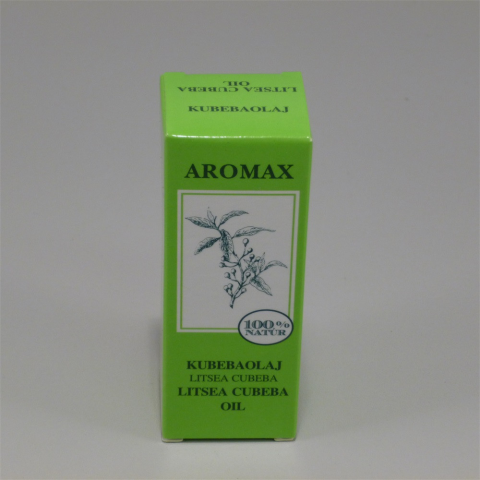 LITSEA CUBEBA
OIL
KUBEBAOLAJ
AROMAX
100%
NATUR
KUBEBAOLAJ
LITSEA CUBEBA
LITSEA CUBEBA
OIL